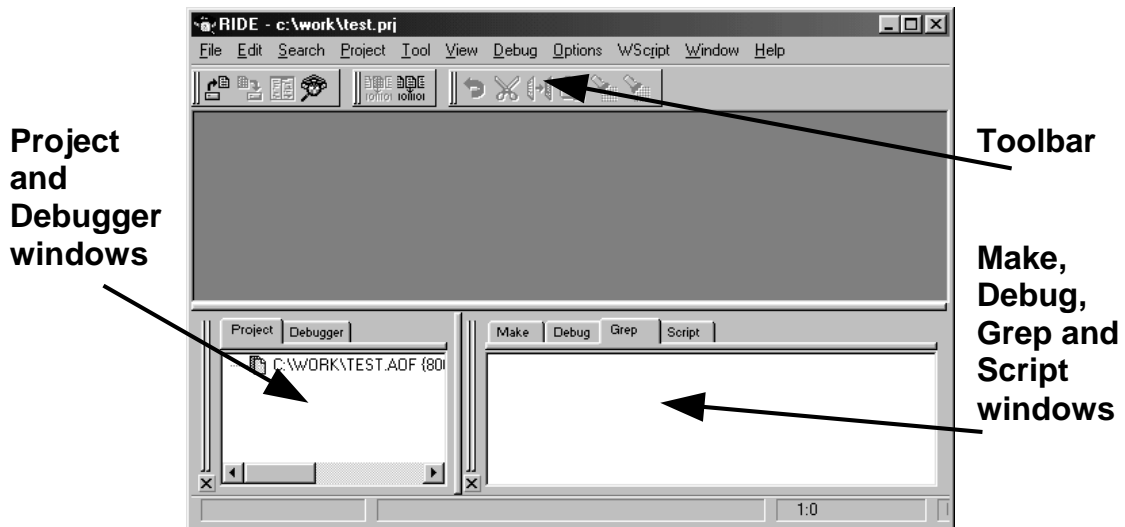 RIDE - c:\work\test.prj
File Edit Search Project Tool View Debug Options WScript Window Help
Project
and
Debugger
windows
Toolbar
Make,
Debug,
Grep and
Script
windows
Project Debugger
Make Debug Grep Script
C:\WORK\TEST.AOF {80
1:0